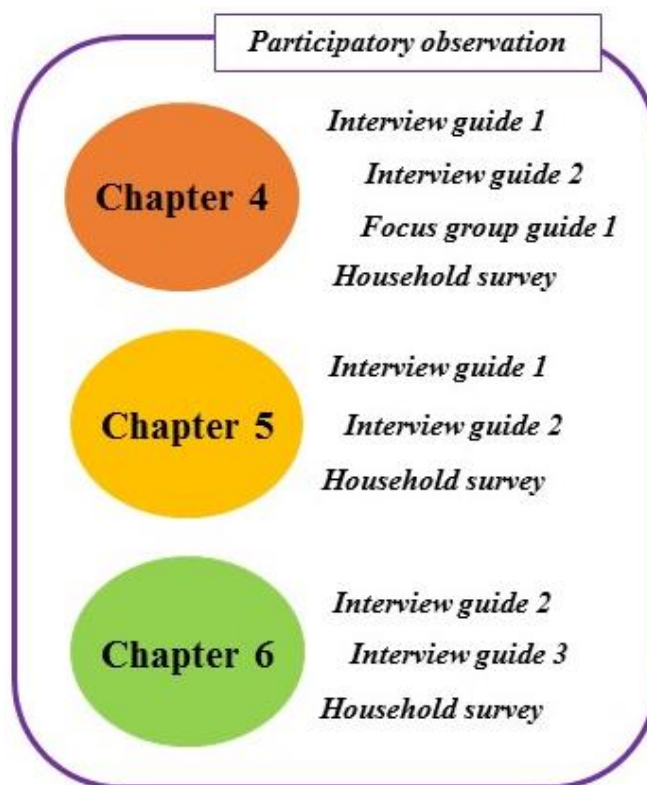 Participatory observation
Chapter 4
Interview guide 1
Interview guide 2
Focus group guide 1
Household survey
Chapter 5
Interview guide 1
Interview guide 2
Household survey
Chapter 6
Interview guide 2
Interview guide 3
Household survey